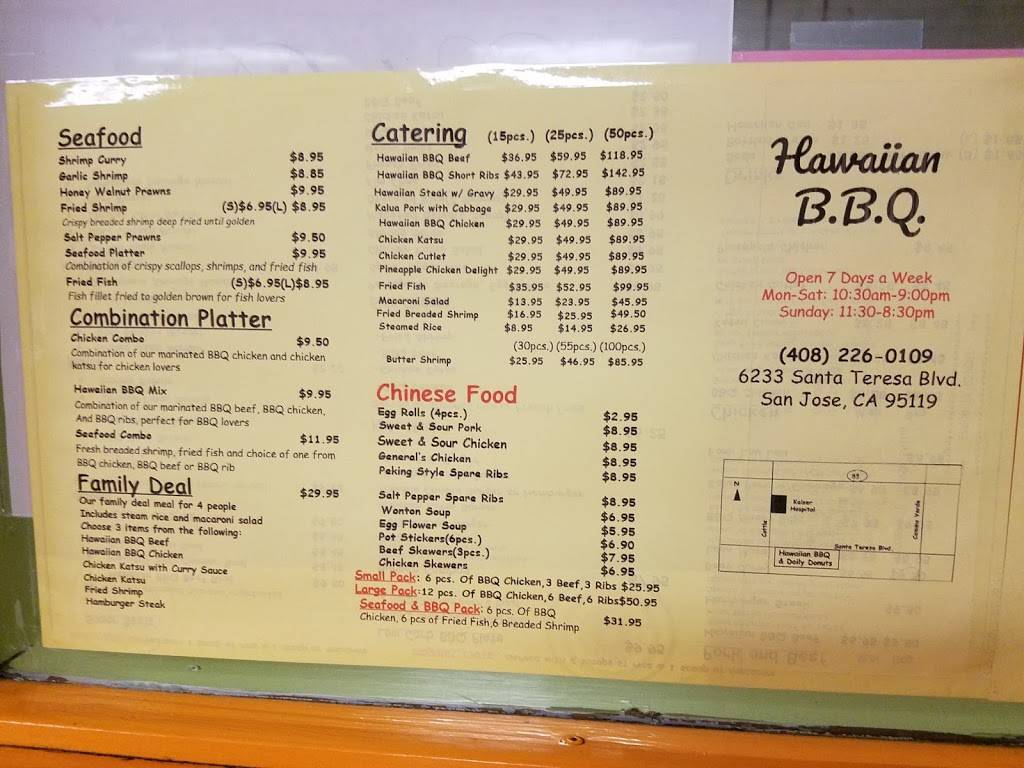 Seafood
Shrimp Curry $8.95
Garlic Shrimp $8.85
Honey Walnut Prawns $9.95
Fried Shrimp (S)$6.95(L) $8.95
Crispy breaded shrimp deep fried until golden
Salt Pepper Prawns $9.50
Seafood Platter $9.95
Combination of crispy scallops, shrimps, and fried fish
Fried Fish (S)$6.95(L)$8.95
Fish fillet fried to golden brown for fish lovers
Combination Platter
Chicken Combo $9.50
Combination of our marinated BBQ chicken and chicken
katsu for chicken lovers
Hawaiian BBQ Mix $9.95
Combination of our marinated BBQ beef, BBQ chicken,
And BBQ ribs, perfect for BBQ lovers
Seafood Combo $11.95
Fresh breaded shrimp, fried fish and choice of one from
BBQ chicken, BBQ beef or BBQ rib
Family Deal $29.95
Our family deal meal for 4 people
Includes steam rice and macaroni salad
Choose 3 items from the following:
Hawaiian BBQ Beef
Hawaiian BBQ Chicken
Chicken Katsu with Curry Sauce
Chicken Katsu
Fried Shrimp
Hamburger Steak
Catering (15pcs.) (25pcs.) (50pcs.)
Hawaiian BBQ Beef $36.95 $59.95 $118.95
Hawaiian BBQ Short Ribs $43.95 $72.95 $142.95
Hawaiian Steak w/ Gravy $29.95 $49.95 $89.95
Kalua Pork with Cabbage $29.95 $49.95 $89.95
Hawaiian BBQ Chicken $29.95 $49.95 $89.95
Chicken Katsu $29.95 $49.95 $89.95
Chicken Cutlet $29.95 $49.95 $89.95
Pineapple Chicken Delight $29.95 $49.95 $89.95
Fried Fish $35.95 $52.95 $99.95
Macaroni Salad $13.95 $23.95 $45.95
Fried Breaded Shrimp $16.95 $25.95 $49.50
Steamed Rice $8.95 $14.95 $26.95
(30pcs.) (55pcs.) (100pcs.)
Butter Shrimp $25.95 $46.95 $85.95
Chinese Food
Egg Rolls (4pcs.) $2.95
Sweet & Sour Pork $8.95
Sweet & Sour Chicken $8.95
General's Chicken $8.95
Peking Style Spare Ribs $8.95
Salt Pepper Spare Ribs $8.95
Wonton Soup $6.95
Egg Flower Soup $5.95
Pot Stickers(6pcs.) $6.90
Beef Skewers(3pcs.) $7.95
Chicken Skewers $6.95
Small Pack: 6 pcs. Of BBQ Chicken,3 Beef,3 Ribs $25.95
Large Pack:12 pcs. Of BBQ Chicken,6 Beef,6 Ribs$50.95
Seafood & BBQ Pack: 6 pcs. Of BBQ
Chicken,6 pcs of Fried Fish,6 Breaded Shrimp $31.95
Hawaiian
B.B.Q.
Open 7 Days a Week
Mon-Sat: 10:30am-9:00pm
Sunday: 11:30-8:30pm
(408) 226-0109
6233 Santa Teresa Blvd.
San Jose, CA 95119
85
N
Kaiser
Hospital
Cottle
Camino Verde
Santa Teresa Blvd.
Hawaiian BBQ
& Daily Donuts